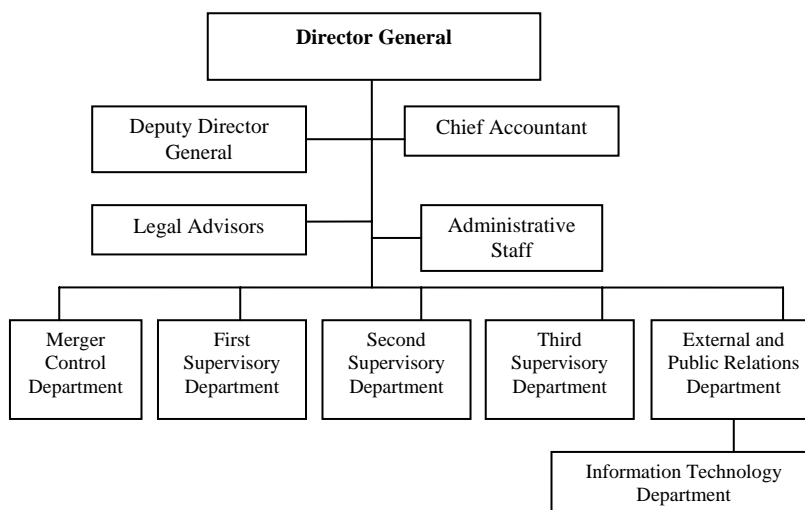 Director General
Deputy Director
General
Chief Accountant
Legal Advisors
Administrative
Staff
Merger
Control
Department
First
Supervisory
Department
Second
Supervisory
Department
Third
Supervisory
Department
External and
Public Relations
Department
Information Technology
Department